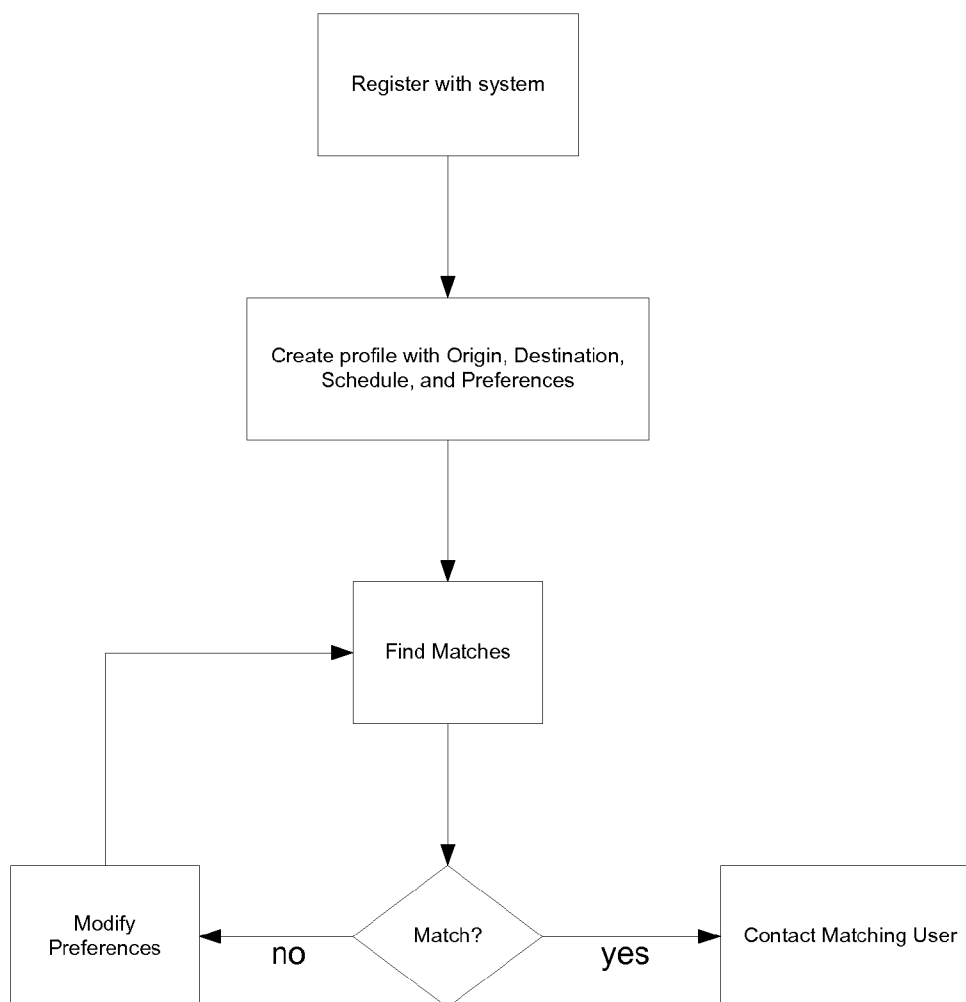 Register with system
Create profile with Origin, Destination,
Schedule, and Preferences
Find Matches
Modify
Preferences
no
Match?
yes
Contact Matching User